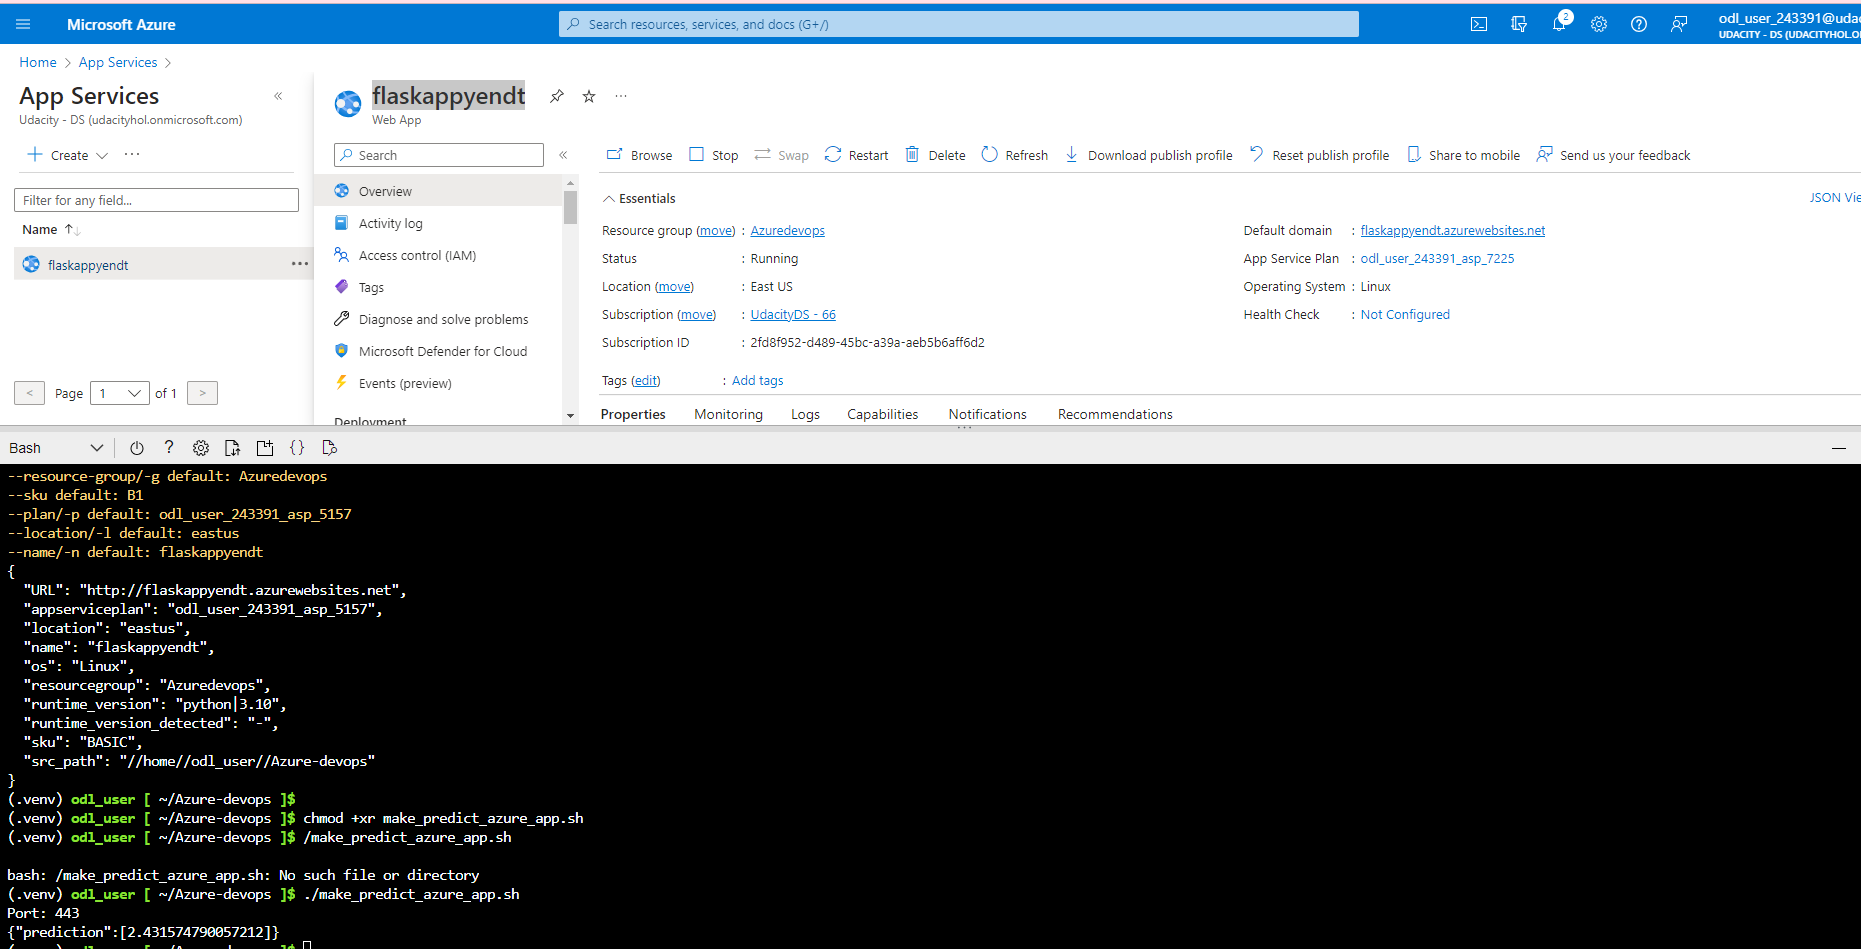 Microsoft Azure
Search resources, services, and docs (G+/)
2
odl_user_243391@udac
UDACITY - DS (UDACITYHOL.O
Home > App Services >
App Services
Udacity - DS (udacityhol.onmicrosoft.com)
+ Create
Filter for any field...
Name
flaskappyendt
< Page 1 of 1 >
flaskappyendt
Web App
Search
Overview
Activity log
Access control (IAM)
Tags
Diagnose and solve problems
Microsoft Defender for Cloud
Events (preview)
Deployment
Browse Stop Swap Restart Delete Refresh Download publish profile Reset publish profile Share to mobile Send us your feedback
Essentials
JSON Vie
Resource group (move) : Azuredevops
Status : Running
Location (move) : East US
Subscription (move) : UdacityDS - 66
Subscription ID : 2fd8f952-d489-45bc-a39a-aeb5b6aff6d2
Default domain : flaskappyendt.azurewebsites.net
App Service Plan : odl_user_243391_asp_7225
Operating System : Linux
Health Check : Not Configured
Tags (edit) : Add tags
Properties Monitoring Logs Capabilities Notifications Recommendations
Bash
--resource-group/-g default: Azuredevops
--sku default: B1
--plan/-p default: odl_user_243391_asp_5157
--location/-l default: eastus
--name/-n default: flaskappyendt
{
"URL": "http://flaskappyendt.azurewebsites.net",
"appserviceplan": "odl_user_243391_asp_5157",
"location": "eastus",
"name": "flaskappyendt",
"os": "Linux",
"resourcegroup": "Azuredevops",
"runtime_version": "python|3.10",
"runtime_version_detected": "-",
"sku": "BASIC",
"src_path": "//home//odl_user//Azure-devops"
}
(.venv) odl_user [ ~/Azure-devops ]$
(.venv) odl_user [ ~/Azure-devops ]$ chmod +xr make_predict_azure_app.sh
(.venv) odl_user [ ~/Azure-devops ]$ /make_predict_azure_app.sh
bash: /make_predict_azure_app.sh: No such file or directory
(.venv) odl_user [ ~/Azure-devops ]$ ./make_predict_azure_app.sh
Port: 443
{"prediction":[2.431574790057212]}
(.venv) odl_user [ ~/Azure-devops ]$